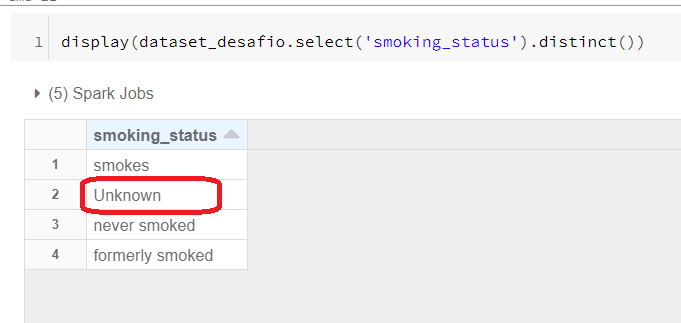 1 display(dataset_desafio.select('smoking_status').distinct())
(5) Spark Jobs
smoking_status
1 smokes
2 Unknown
3 never smoked
4 formerly smoked